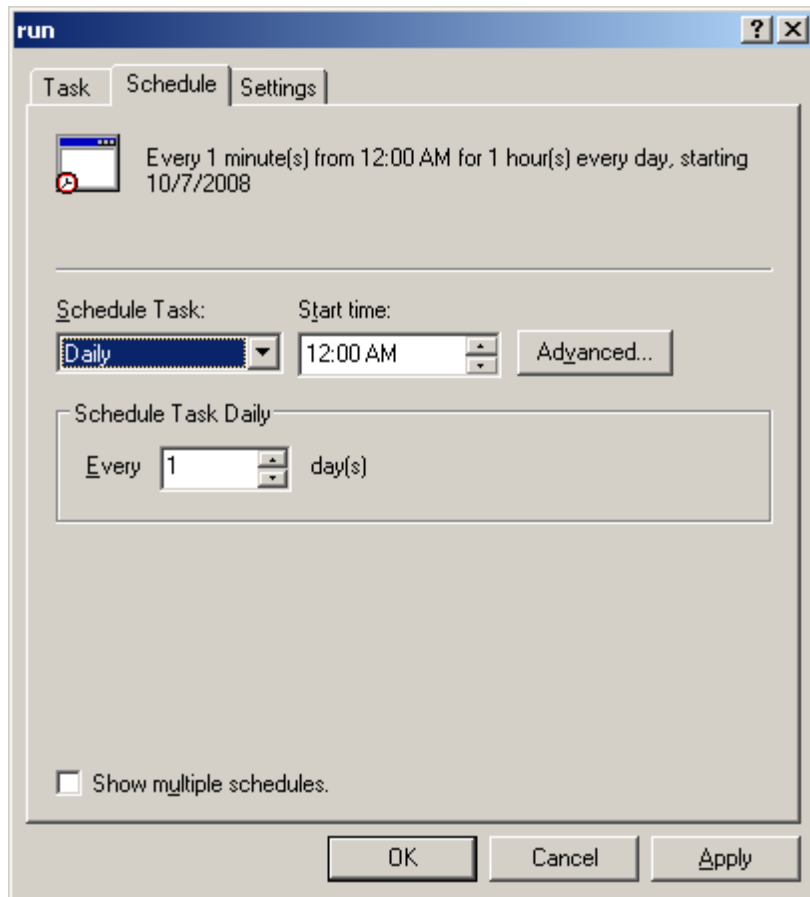 run
Task Schedule Settings
Every 1 minute(s) from 12:00 AM for 1 hour(s) every day, starting
10/7/2008
Schedule Task: Start time:
Daily 12:00 AM Advanced...
Schedule Task Daily
Every 1 day(s)
Show multiple schedules.
OK Cancel Apply